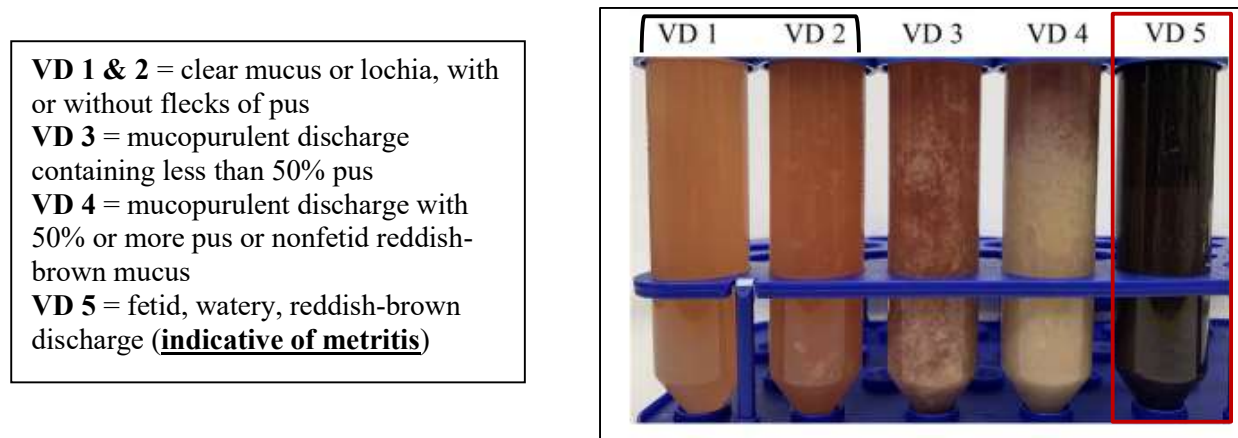 VD 1 & 2 = clear mucus or lochia, with
or without flecks of pus
VD 3 = mucopurulent discharge
containing less than 50% pus
VD 4 = mucopurulent discharge with
50% or more pus or nonfetid reddish-
brown mucus
VD 5 = fetid, watery, reddish-brown
discharge (indicative of metritis)
VD 1 VD 2 VD 3 VD 4 VD 5